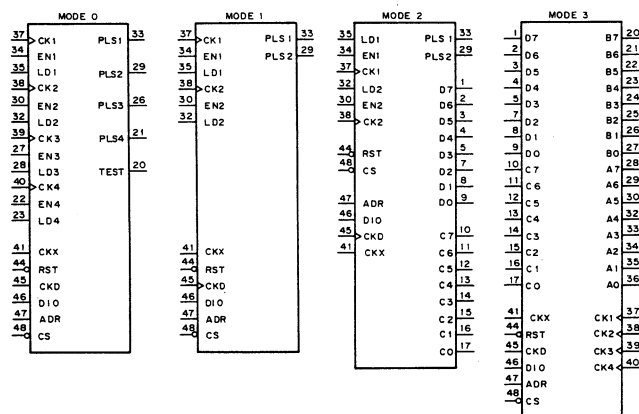 MODE 0
37 CK1 PLS1 33
34 EN1
35 LD1 PLS2 29
38 CK2
30 EN2 PLS3 26
32 LD2
39 CK3 PLS4 21
27 EN3
28 LD3 TEST 20
40 CK4
22 EN4
23 LD4
41 CKX
44 RST
45 CKD
46 DIO
47 ADR
48 CS
MODE 1
37 CK1 PLS1 33
34 EN1 PLS2 29
35 LD1
38 CK2
30 EN2
32 LD2
41 CKX
44 RST
45 CKD
46 DIO
47 ADR
48 CS
MODE 2
35 LD1 PLS1 33
34 EN1 PLS2 29
37 CK1
32 LD2 D7 1
30 EN2 D6 2
38 CK2 D5 3
D4 4
44 RST D3 5
48 CS D2 7
D1 8
47 ADR D0 9
46 DIO
45 CKD C7 10
41 CKX C6 11
C5 12
C4 13
C3 14
C2 15
C1 16
C0 17
MODE 3
1 D7 B7 20
2 D6 B6 21
3 D5 B5 22
4 D4 B4 23
5 D3 B3 24
7 D2 B2 25
8 D1 B1 26
9 D0 B0 27
10 C7 A7 28
11 C6 A6 29
12 C5 A5 30
13 C4 A4 32
14 C3 A3 33
15 C2 A2 34
16 C1 A1 35
17 C0 A0 36
41 CKX CK1 37
44 RST CK2 38
45 CKD CK3 39
46 DIO CK4 40
47 ADR
48 CS